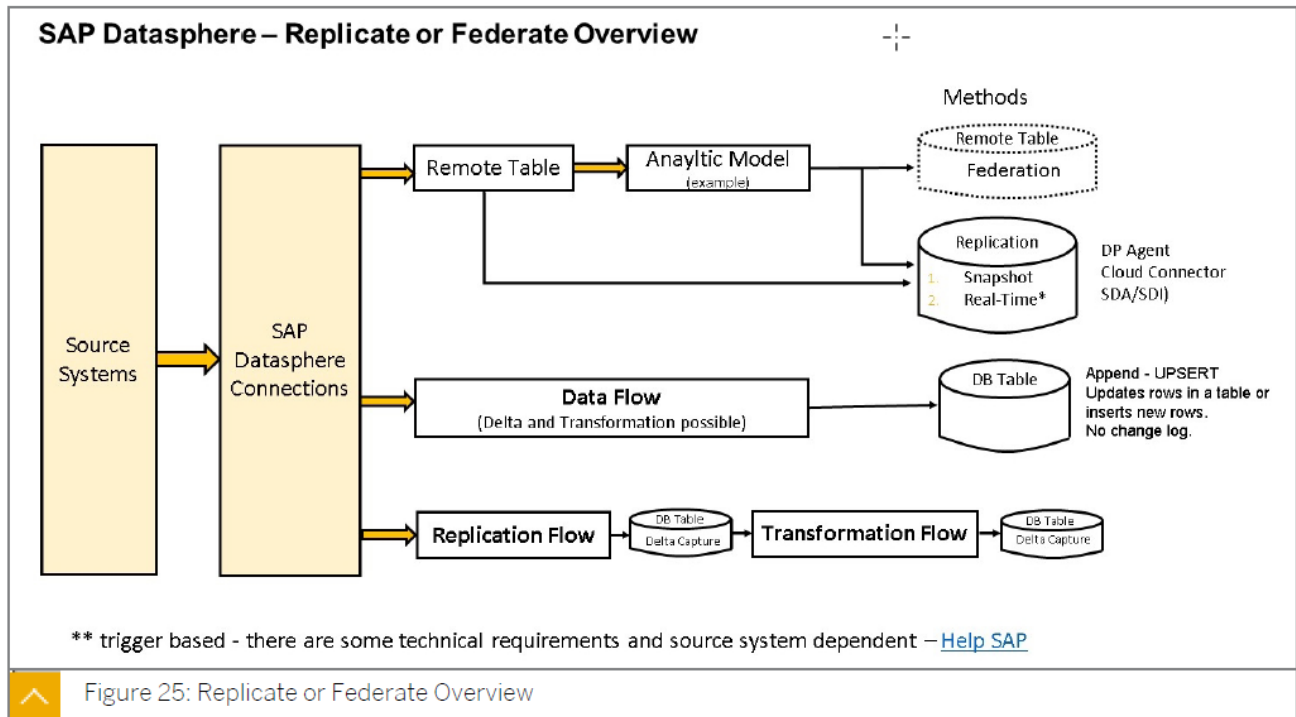 SAP Datasphere – Replicate or Federate Overview
Methods
Source
Systems
SAP
Datasphere
Connections
Remote Table
Anayltic Model
(example)
Remote Table
Federation
Replication
1. Snapshot
2. Real-Time*
DP Agent
Cloud Connector
SDA/SDI)
Data Flow
(Delta and Transformation possible)
DB Table
Append - UPSERT
Updates rows in a table or
inserts new rows.
No change log.
Replication Flow
DB Table
Delta Capture
Transformation Flow
DB Table
Delta Capture
** trigger based - there are some technical requirements and source system dependent – Help SAP
Figure 25: Replicate or Federate Overview